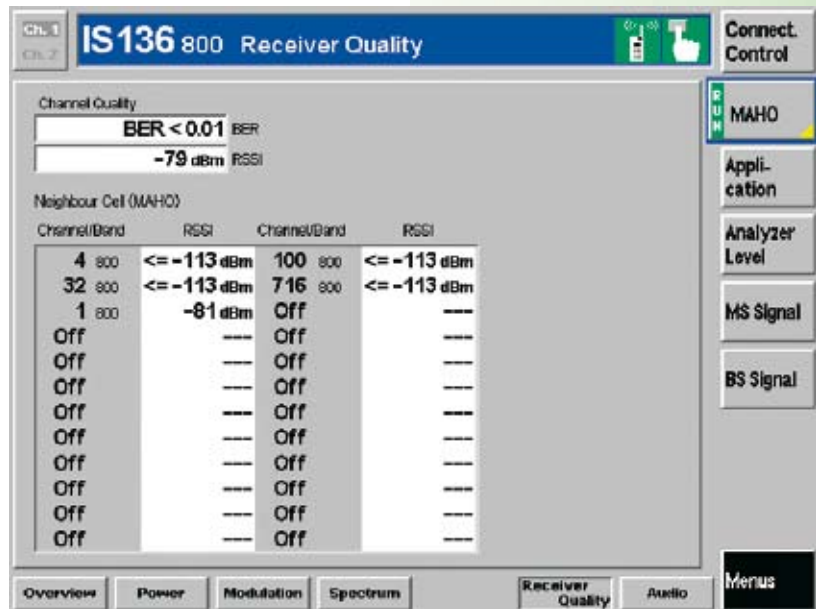 Ch. 1
Ch. 2
IS136 800 Receiver Quality
Connect.
Control
Channel Quality
BER < 0.01 BER
-79 dBm RSSI
Neighbour Cell (MAHO)
Channel/Band RSSI Channel/Band RSSI
4 800 <= -113 dBm 100 800 <= -113 dBm
32 800 <= -113 dBm 716 800 <= -113 dBm
1 800 -81 dBm Off ---
Off --- Off ---
Off --- Off ---
Off --- Off ---
Off --- Off ---
Off --- Off ---
Off --- Off ---
Off --- Off ---
Off --- Off ---
Off --- Off ---
RUN
MAHO
Appli-
cation
Analyzer
Level
MS Signal
BS Signal
Menus
Overview Power Modulation Spectrum Receiver Quality Audio